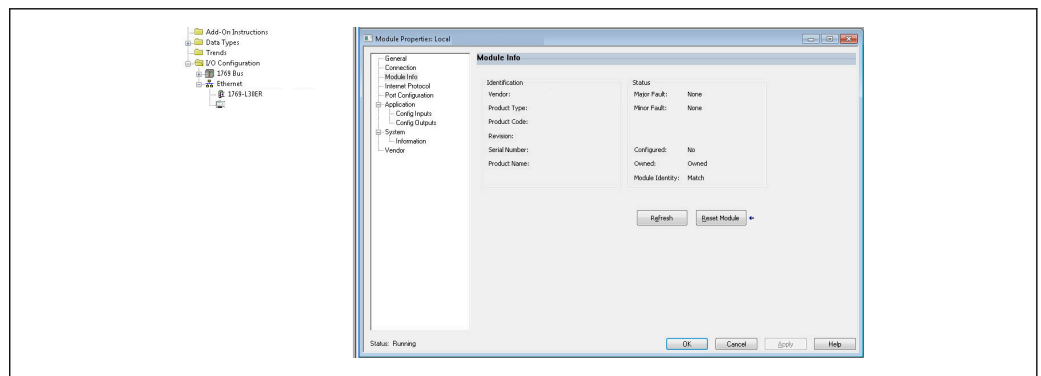 Add-On Instructions
Data Types
Trends
I/O Configuration
1769 Bus
Ethernet
1769-L30ER
Module Properties: Local
General
Connection
Module Info
Internet Protocol
Port Configuration
Application
Config Inputs
Config Outputs
System
Information
Vendor
Module Info
Identification
Vendor:
Product Type:
Product Code:
Revision:
Serial Number:
Product Name:
Status
Major Fault: None
Minor Fault: None
Configured: No
Owned: Owned
Module Identity: Match
Refresh
Reset Module
Status: Running
OK
Cancel
Apply
Help